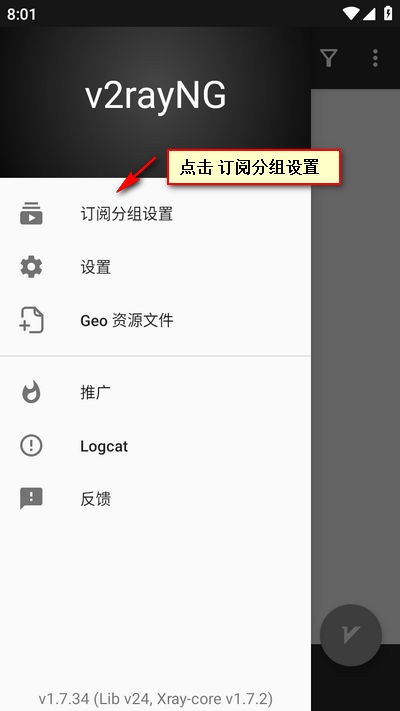 8:01
v2rayNG
点击 订阅分组设置
订阅分组设置
设置
Geo 资源文件
推广
Logcat
反馈
v1.7.34 (Lib v24, Xray-core v1.7.2)